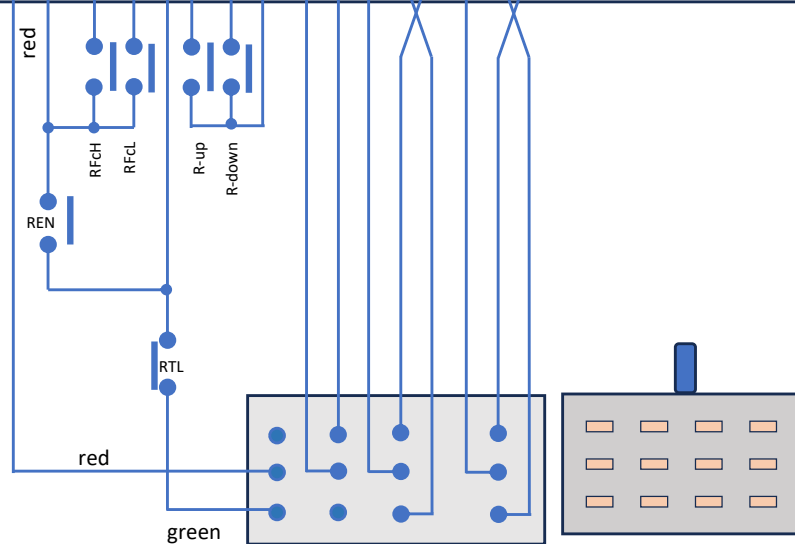 red
RFcH
RFcL
R-up
R-down
REN
RTL
red
green